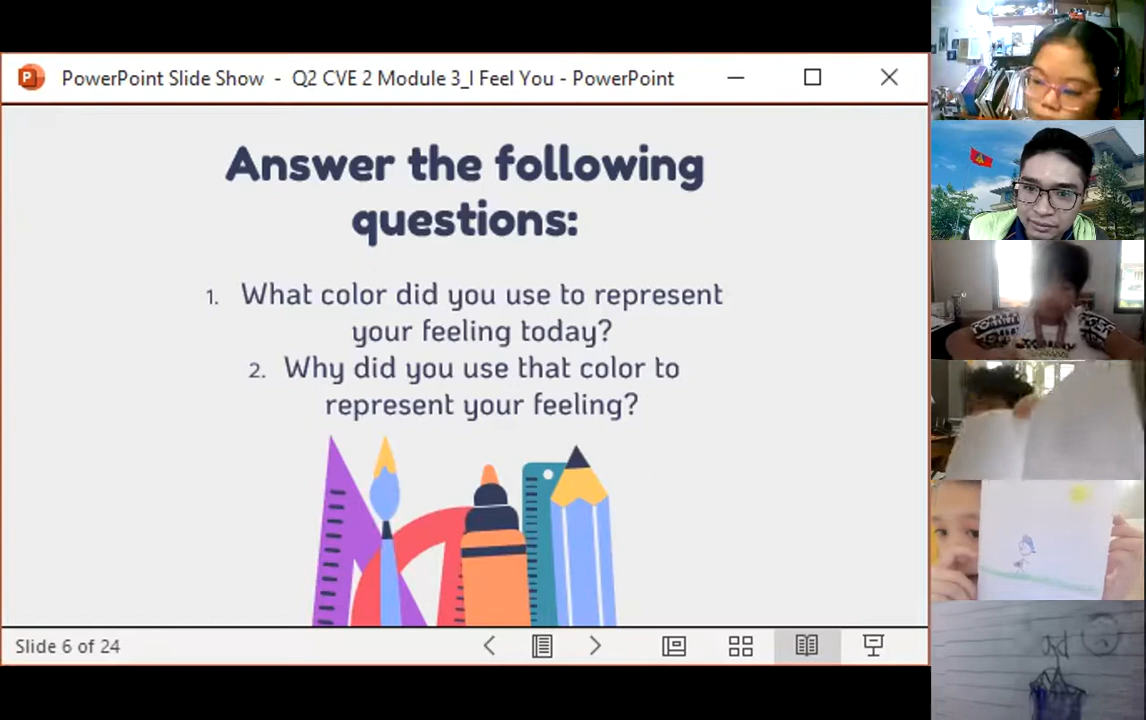 PowerPoint Slide Show - Q2 CVE 2 Module 3_I Feel You - PowerPoint
Answer the following
questions:
1. What color did you use to represent
your feeling today?
2. Why did you use that color to
represent your feeling?
Slide 6 of 24